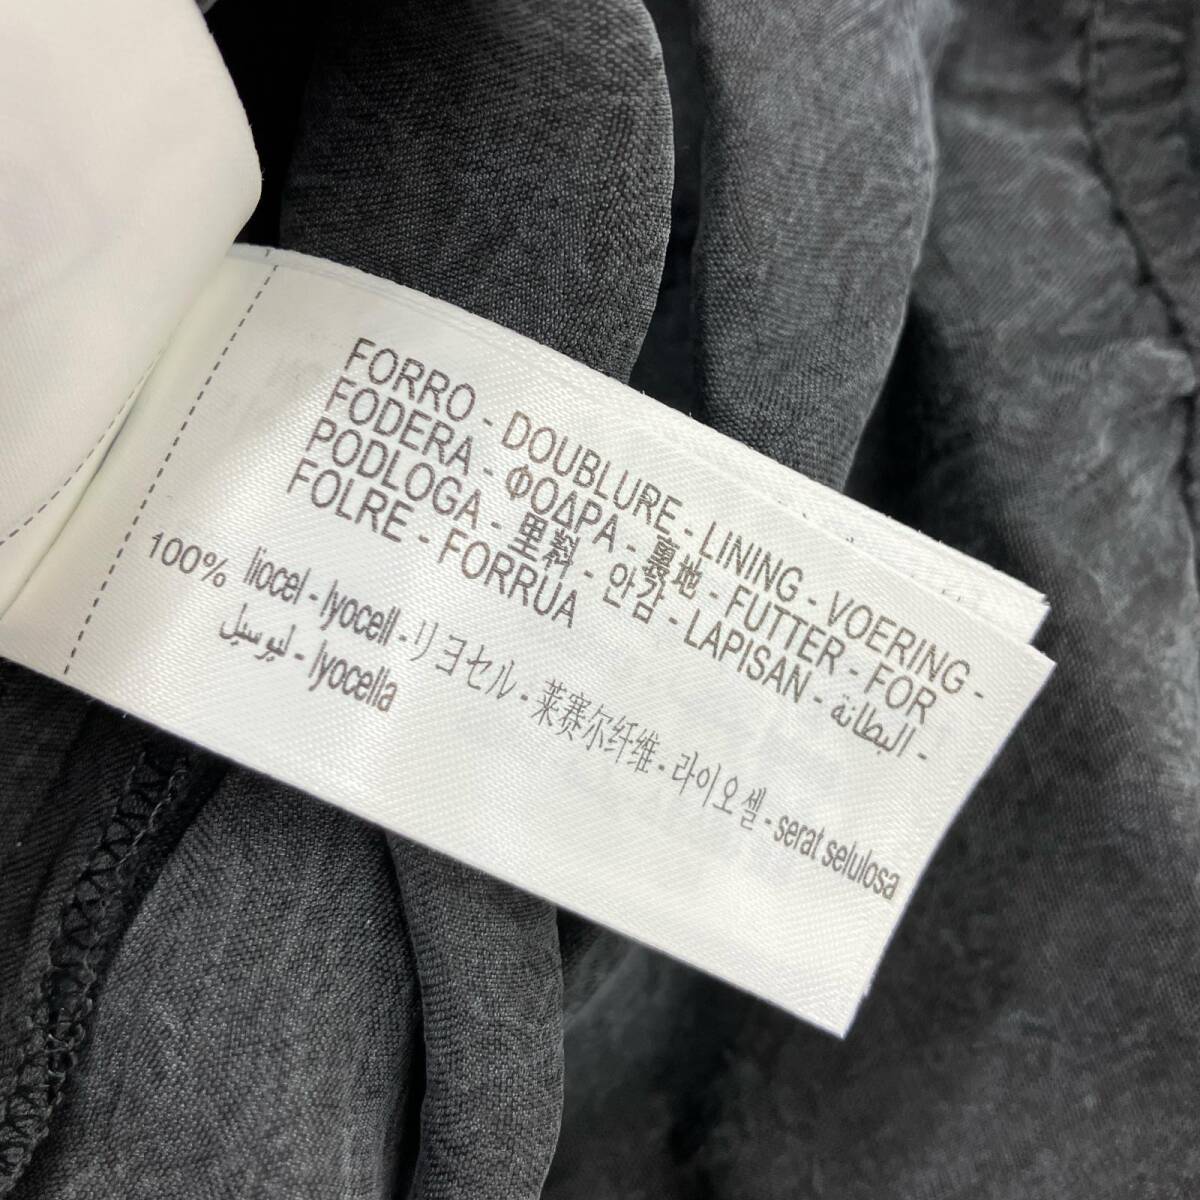 FORRO - DOUBLURE - LINING - VOERING -
FODERA - ΦΟΔΡΑ - 裏地 - FUTTER - FOR
PODLOGA - 里料 - 안감 - LAPISAN - البطانة -
FOLRE - FORRUA
100% liocel - lyocell - リヨセル - 莱赛尔纤维 - 라이오셀 - serat selulosa
ليوسيل - lyocella